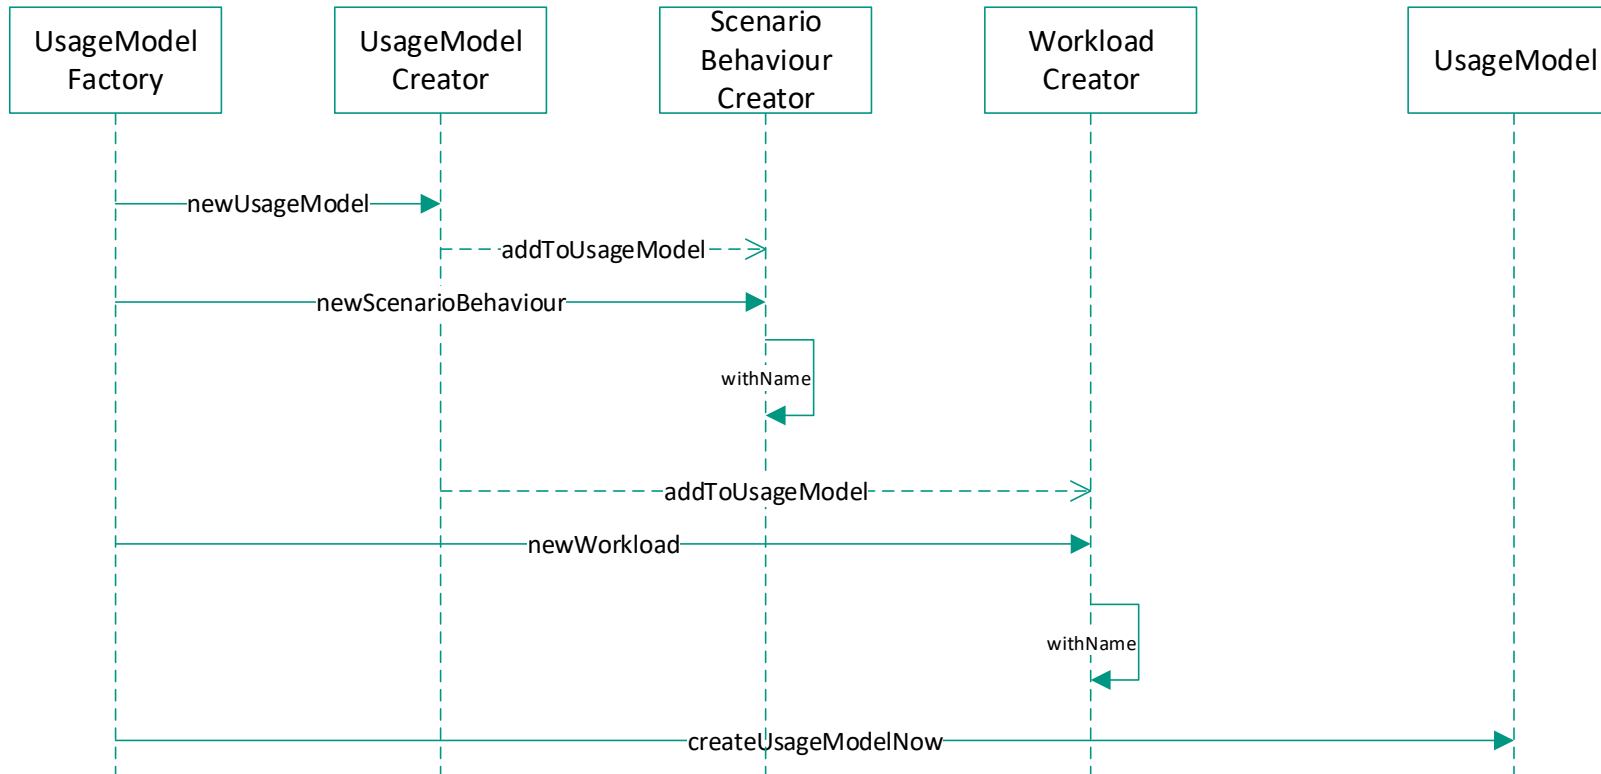 UsageModel
Factory
UsageModel
Creator
Scenario
Behaviour
Creator
Workload
Creator
UsageModel
newUsageModel
addToUsageModel
newScenarioBehaviour
withName
addToUsageModel
newWorkload
withName
createUsageModelNow